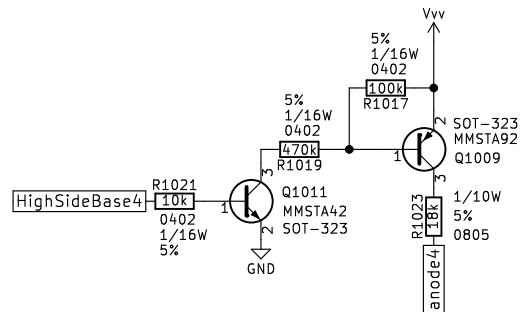 Vvv
5%
1/16W
0402
100k
R1017
5%
1/16W
0402
470k
R1019
2
1
3
SOT-323
MMSTA92
Q1009
HighSideBase4
R1021
10k
0402
1/16W
5%
1
3
2
Q1011
MMSTA42
SOT-323
GND
R1023
18k
1/10W
5%
0805
anode4